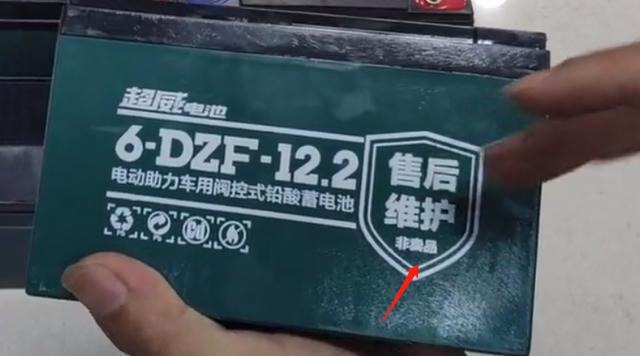 超威电池
6-DZF-12.2
电动助力车用阀控式铅酸蓄电池
Cd
售后
维护
非卖品